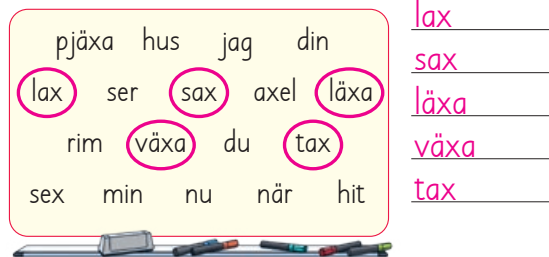 pjäxa hus jag din
lax ser sax axel läxa
rim växa du tax
sex min nu när hit
lax
sax
läxa
växa
tax